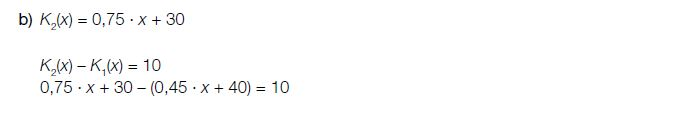 b) K₂(x) = 0,75 · x + 30
K₂(x) – K₁(x) = 10
0,75 · x + 30 – (0,45 · x + 40) = 10